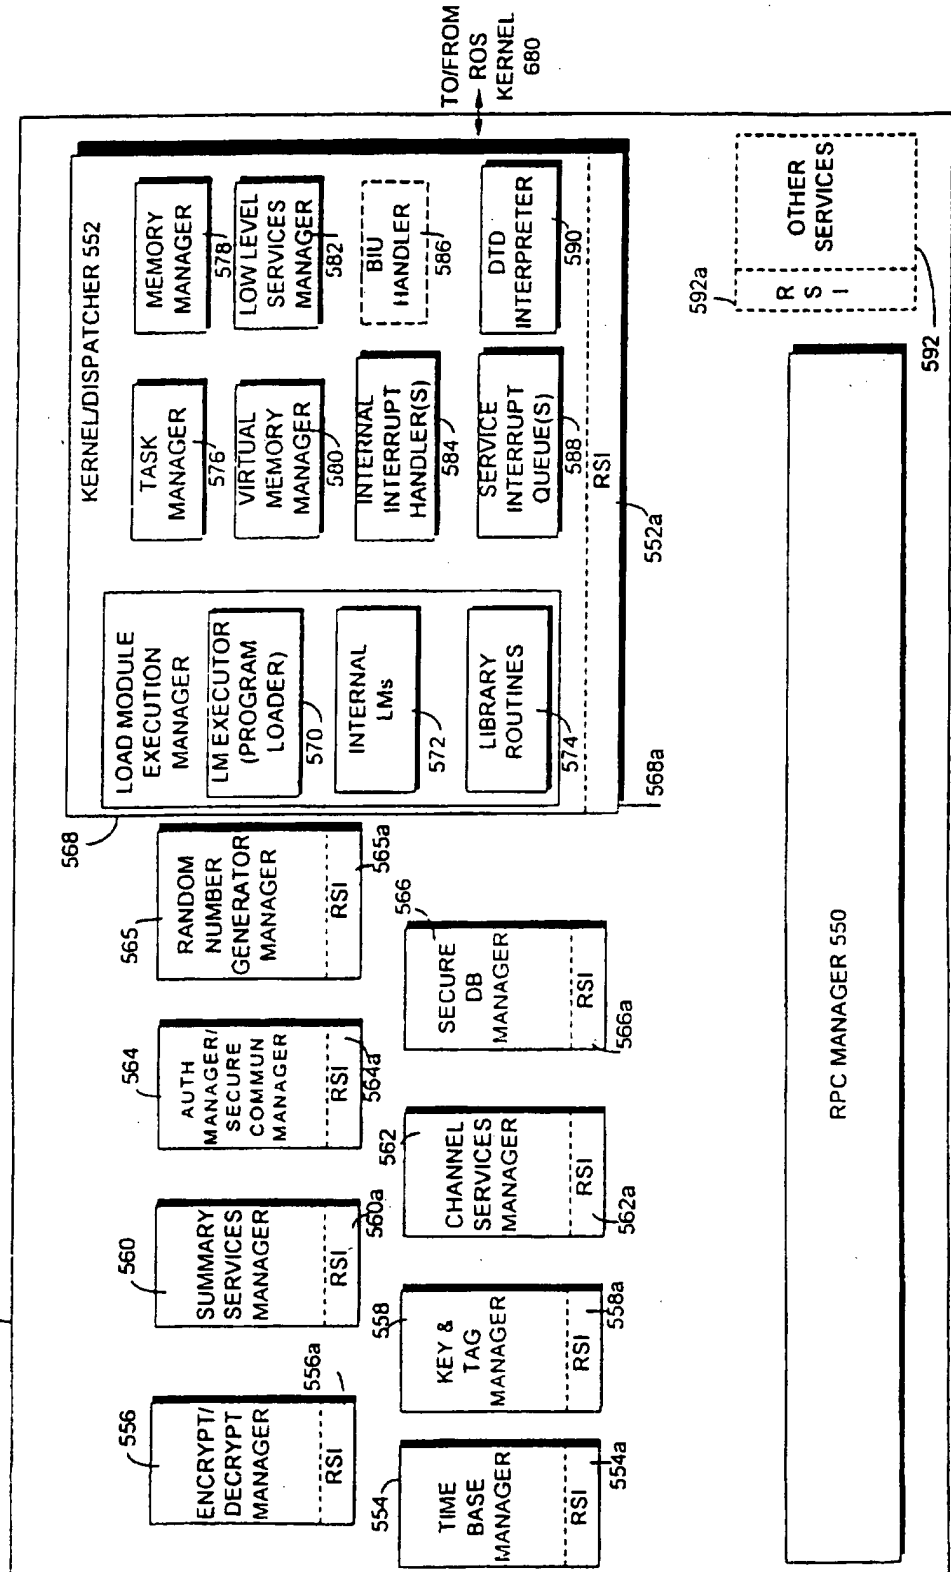 TO/FROM
ROS
KERNEL
680
KERNEL/DISPATCHER 552
LOAD MODULE
EXECUTION
MANAGER
LM EXECUTOR
(PROGRAM
LOADER)
570
INTERNAL
LMs
572
LIBRARY
ROUTINES
574
568
568a
TASK
MANAGER
576
VIRTUAL
MEMORY
MANAGER
580
INTERNAL
INTERRUPT
HANDLER(S)
584
SERVICE
INTERRUPT
QUEUE(S)
588
MEMORY
MANAGER
578
LOW LEVEL
SERVICES
MANAGER
582
BIU
HANDLER
586
DTD
INTERPRETER
590
RSI
552a
556
ENCRYPT/
DECRYPT
MANAGER
RSI
556a
560
SUMMARY
SERVICES
MANAGER
RSI
560a
564
AUTH
MANAGER/
SECURE
COMMUN
MANAGER
RSI
564a
565
RANDOM
NUMBER
GENERATOR
MANAGER
RSI
565a
554
TIME
BASE
MANAGER
RSI
554a
558
KEY &
TAG
MANAGER
RSI
558a
562
CHANNEL
SERVICES
MANAGER
RSI
562a
566
SECURE
DB
MANAGER
RSI
566a
RPC MANAGER 550
592a
R
S
I
OTHER
SERVICES
592